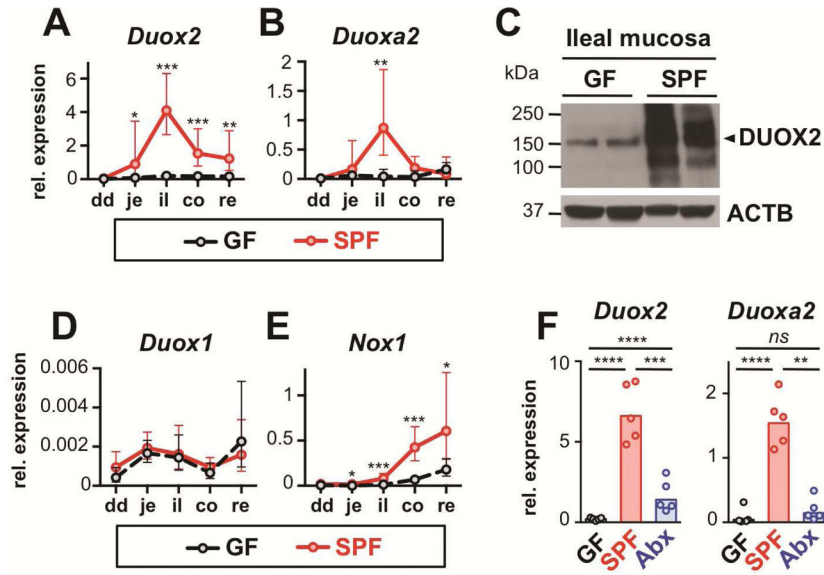 A
Duox2
rel. expression
6
4
2
0
*
***
***
**
dd je il co re
B
Duoxa2
2
1.5
1
0.5
0
**
dd je il co re
GF SPF
C
Ileal mucosa
kDa
GF SPF
250
150
100
DUOX2
37
ACTB
D
Duox1
rel. expression
0.006
0.004
0.002
0
dd je il co re
E
Nox1
1
0.5
0
*
***
***
*
dd je il co re
GF SPF
F
Duox2
rel. expression
10
5
0
****
**** ***
GF SPF Abx
Duoxa2
2
1
0
ns
**** **
GF SPF Abx